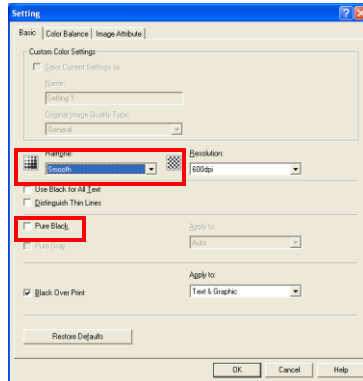 Setting
Basic Color Balance Image Attribute
Custom Color Settings
Save Current Settings as
Name:
Setting 1
Original Image Quality Type:
General
Halftone: Resolution:
Smooth 600dpi
Use Black for All Text
Distinguish Thin Lines
Pure Black Apply to:
Pure Gray Auto
Apply to:
Black Over Print Text & Graphic
Restore Defaults
OK Cancel Help